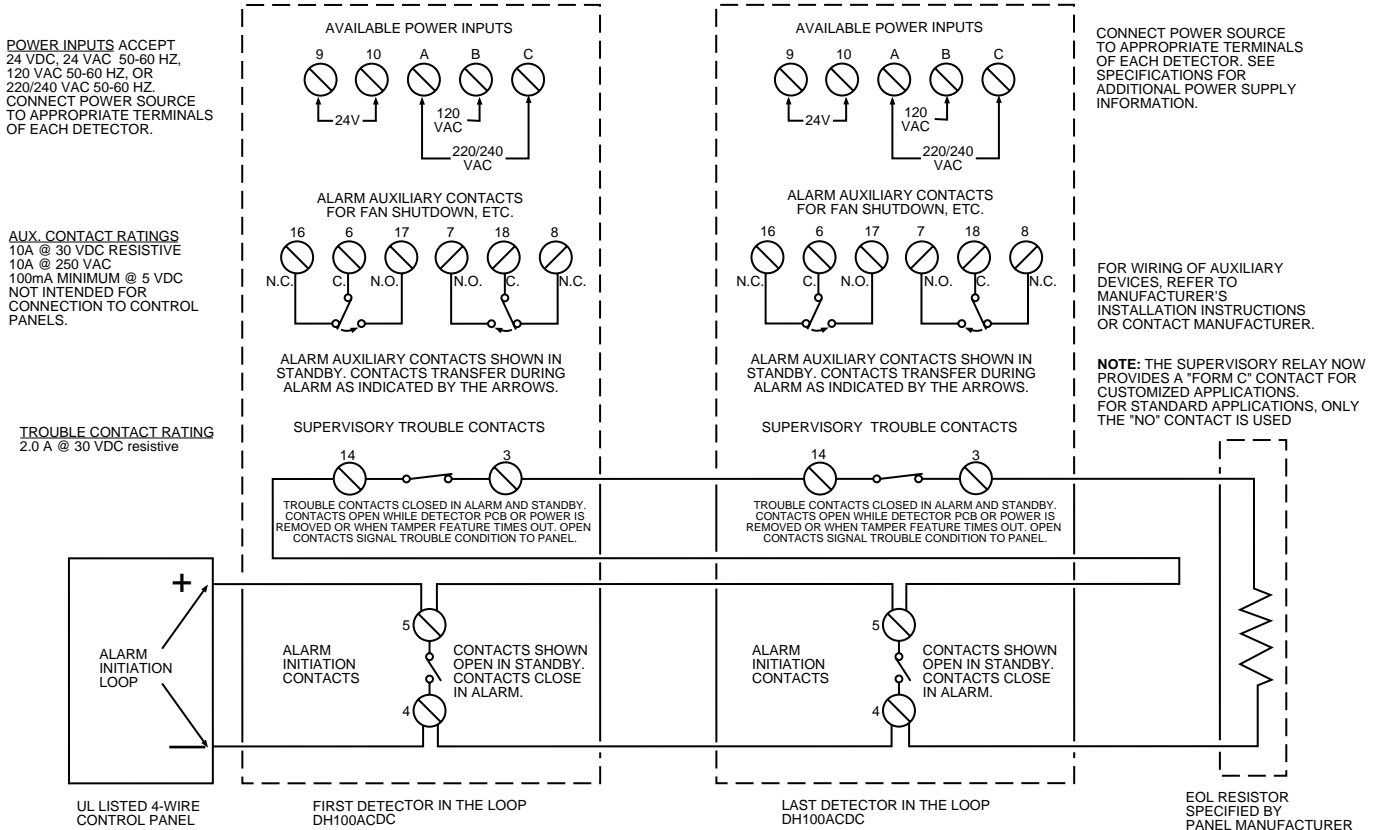 POWER INPUTS ACCEPT
24 VDC, 24 VAC  50-60 HZ,
120 VAC 50-60 HZ, OR
220/240 VAC 50-60 HZ.
CONNECT POWER SOURCE
TO APPROPRIATE TERMINALS
OF EACH DETECTOR.
AUX. CONTACT RATINGS
10A @ 30 VDC RESISTIVE
10A @ 250 VAC
100mA MINIMUM @ 5 VDC
NOT INTENDED FOR
CONNECTION TO CONTROL
PANELS.
TROUBLE CONTACT RATING
2.0 A @ 30 VDC resistive
AVAILABLE POWER INPUTS
9 10 A B C
24V
120
VAC
220/240
VAC
ALARM AUXILIARY CONTACTS
FOR FAN SHUTDOWN, ETC.
16 6 17 7 18 8
N.C. C. N.O. N.O. C. N.C.
ALARM AUXILIARY CONTACTS SHOWN IN
STANDBY. CONTACTS TRANSFER DURING
ALARM AS INDICATED BY THE ARROWS.
SUPERVISORY TROUBLE CONTACTS
14 3
TROUBLE CONTACTS CLOSED IN ALARM AND STANDBY.
CONTACTS OPEN WHILE DETECTOR PCB OR POWER IS
REMOVED OR WHEN TAMPER FEATURE TIMES OUT. OPEN
CONTACTS SIGNAL TROUBLE CONDITION TO PANEL.
AVAILABLE POWER INPUTS
9 10 A B C
24V
120
VAC
220/240
VAC
ALARM AUXILIARY CONTACTS
FOR FAN SHUTDOWN, ETC.
16 6 17 7 18 8
N.C. C. N.O. N.O. C. N.C.
ALARM AUXILIARY CONTACTS SHOWN IN
STANDBY. CONTACTS TRANSFER DURING
ALARM AS INDICATED BY THE ARROWS.
SUPERVISORY TROUBLE CONTACTS
14 3
TROUBLE CONTACTS CLOSED IN ALARM AND STANDBY.
CONTACTS OPEN WHILE DETECTOR PCB OR POWER IS
REMOVED OR WHEN TAMPER FEATURE TIMES OUT. OPEN
CONTACTS SIGNAL TROUBLE CONDITION TO PANEL.
CONNECT POWER SOURCE
TO APPROPRIATE TERMINALS
OF EACH DETECTOR. SEE
SPECIFICATIONS FOR
ADDITIONAL POWER SUPPLY
INFORMATION.
FOR WIRING OF AUXILIARY
DEVICES, REFER TO
MANUFACTURER'S
INSTALLATION INSTRUCTIONS
OR CONTACT MANUFACTURER.
NOTE: THE SUPERVISORY RELAY NOW
PROVIDES A "FORM C" CONTACT FOR
CUSTOMIZED APPLICATIONS.
FOR STANDARD APPLICATIONS, ONLY
THE "NO" CONTACT IS USED
+
ALARM
INITIATION
LOOP
—
UL LISTED 4-WIRE
CONTROL PANEL
5
ALARM
INITIATION
CONTACTS
CONTACTS SHOWN
OPEN IN STANDBY.
CONTACTS CLOSE
IN ALARM.
4
FIRST DETECTOR IN THE LOOP
DH100ACDC
5
ALARM
INITIATION
CONTACTS
CONTACTS SHOWN
OPEN IN STANDBY.
CONTACTS CLOSE
IN ALARM.
4
LAST DETECTOR IN THE LOOP
DH100ACDC
EOL RESISTOR
SPECIFIED BY
PANEL MANUFACTURER